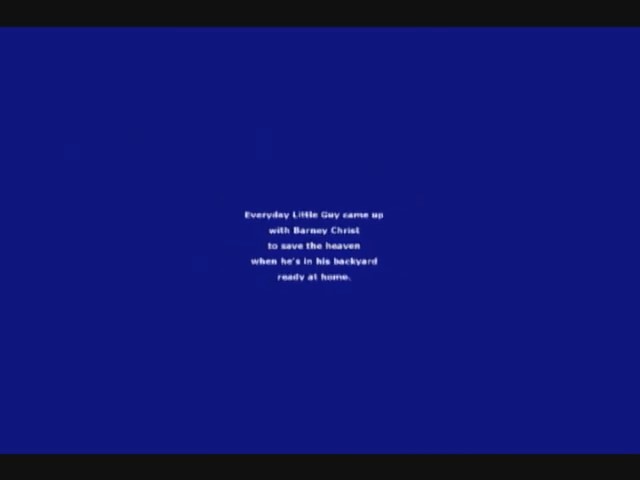 Everyday Little Guy came up
with Barney Christ
to save the heaven
when he's in his backyard
ready at home.